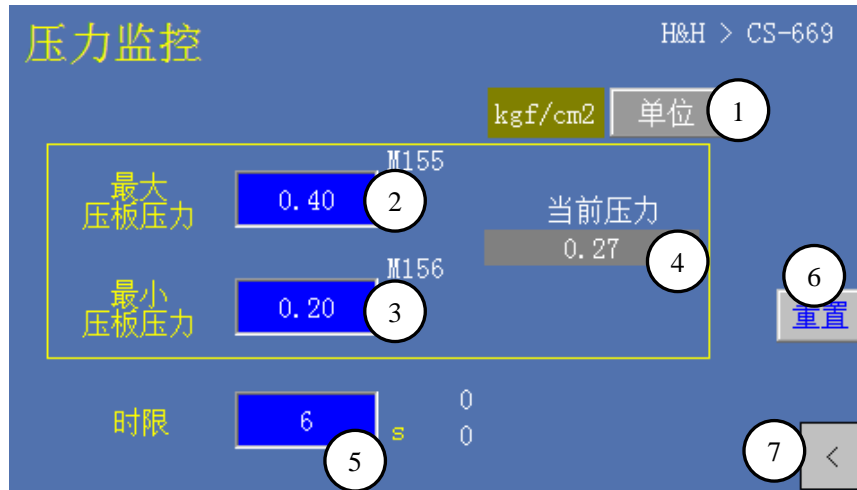 压力监控
H&H > CS-669
kgf/cm2 单位 1
M155
最大
压板压力 0.40 2
当前压力
0.27 4
M156
最小
压板压力 0.20 3
6
重置
时限 6 s 5
0
0
7 <